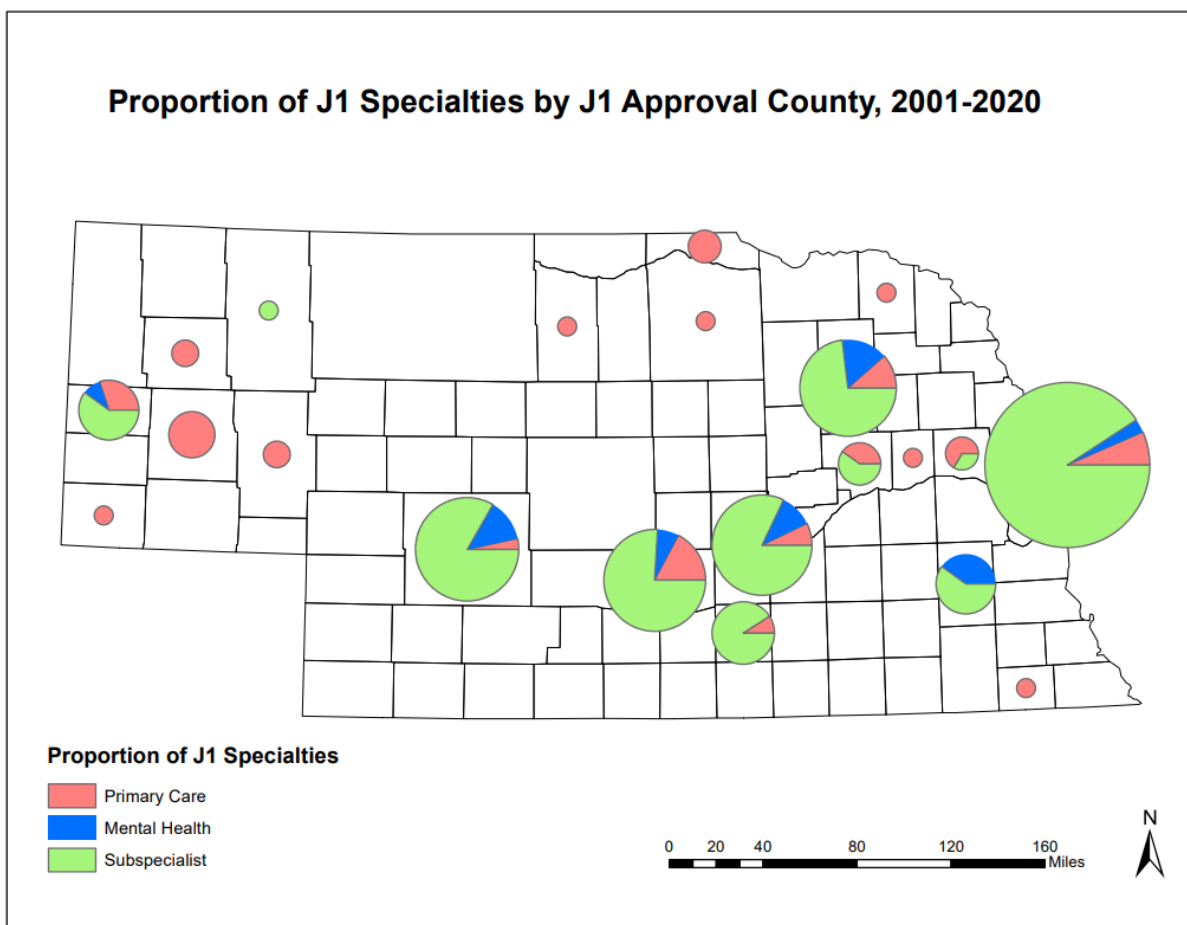 Proportion of J1 Specialties by J1 Approval County, 2001-2020
Proportion of J1 Specialties
Primary Care
Mental Health
Subspecialist
0 20 40 80 120 160
Miles
N